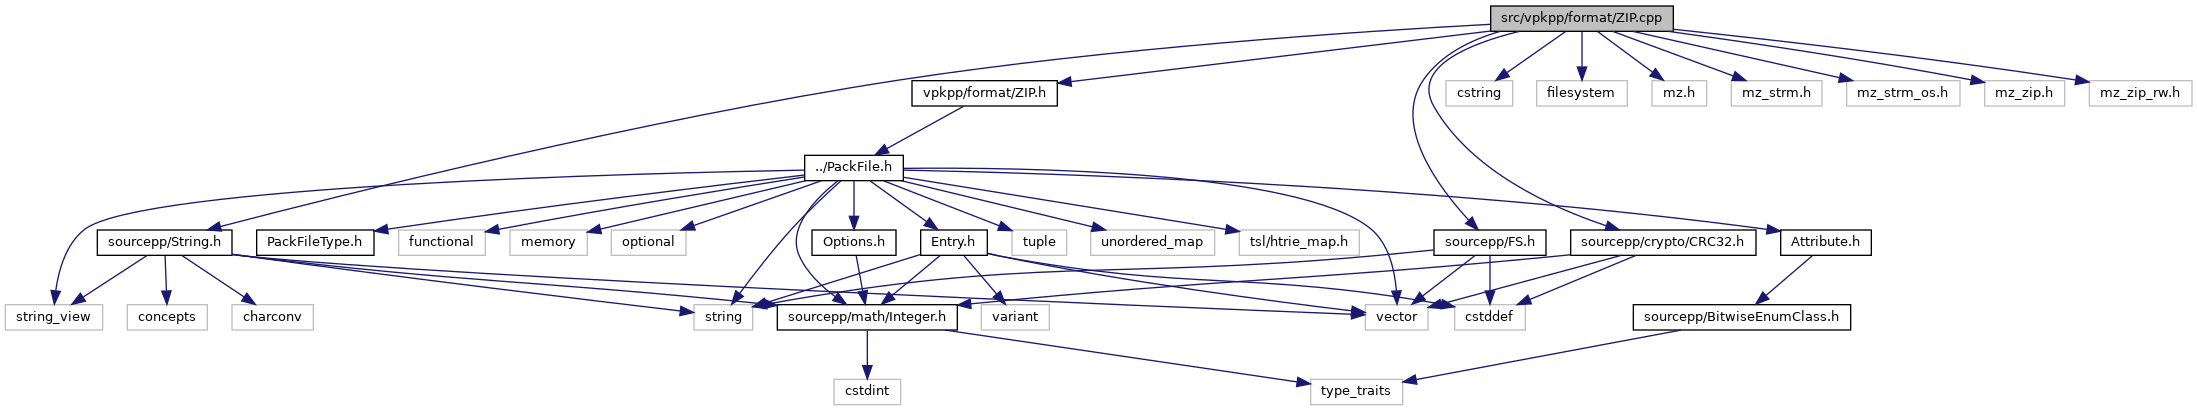 src/vpkpp/format/ZIP.cpp
vpkpp/format/ZIP.h
cstring
filesystem
mz.h
mz_strm.h
mz_strm_os.h
mz_zip.h
mz_zip_rw.h
../PackFile.h
sourcepp/String.h
PackFileType.h
functional
memory
optional
Options.h
Entry.h
tuple
unordered_map
tsl/htrie_map.h
sourcepp/FS.h
sourcepp/crypto/CRC32.h
Attribute.h
string_view
concepts
charconv
string
sourcepp/math/Integer.h
variant
vector
cstddef
sourcepp/BitwiseEnumClass.h
cstdint
type_traits